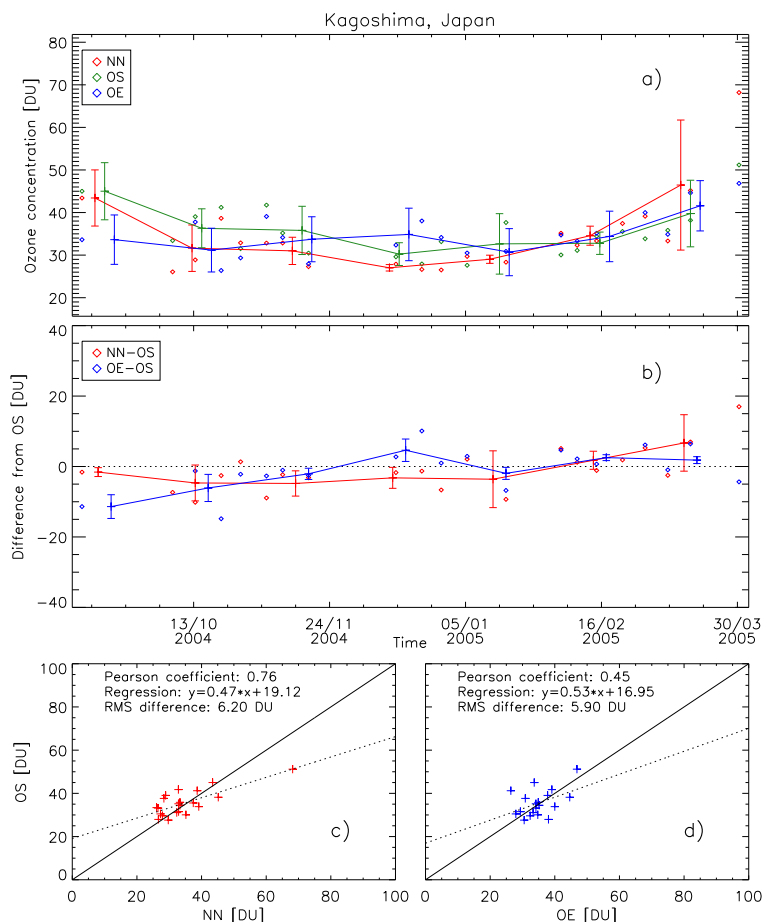 Kagoshima, Japan
80
70
60
50
40
30
20
Ozone concentration [DU]
NN
OS
OE
a)
40
20
0
-20
-40
Difference from OS [DU]
NN-OS
OE-OS
b)
13/10 2004
24/11 2004
05/01 2005
16/02 2005
30/03 2005
Time
100
80
60
40
20
0
OS [DU]
Pearson coefficient: 0.76
Regression: y=0.47*x+19.12
RMS difference: 6.20 DU
c)
0 20 40 60 80 100
NN [DU]
Pearson coefficient: 0.45
Regression: y=0.53*x+16.95
RMS difference: 5.90 DU
d)
0 20 40 60 80 100
OE [DU]